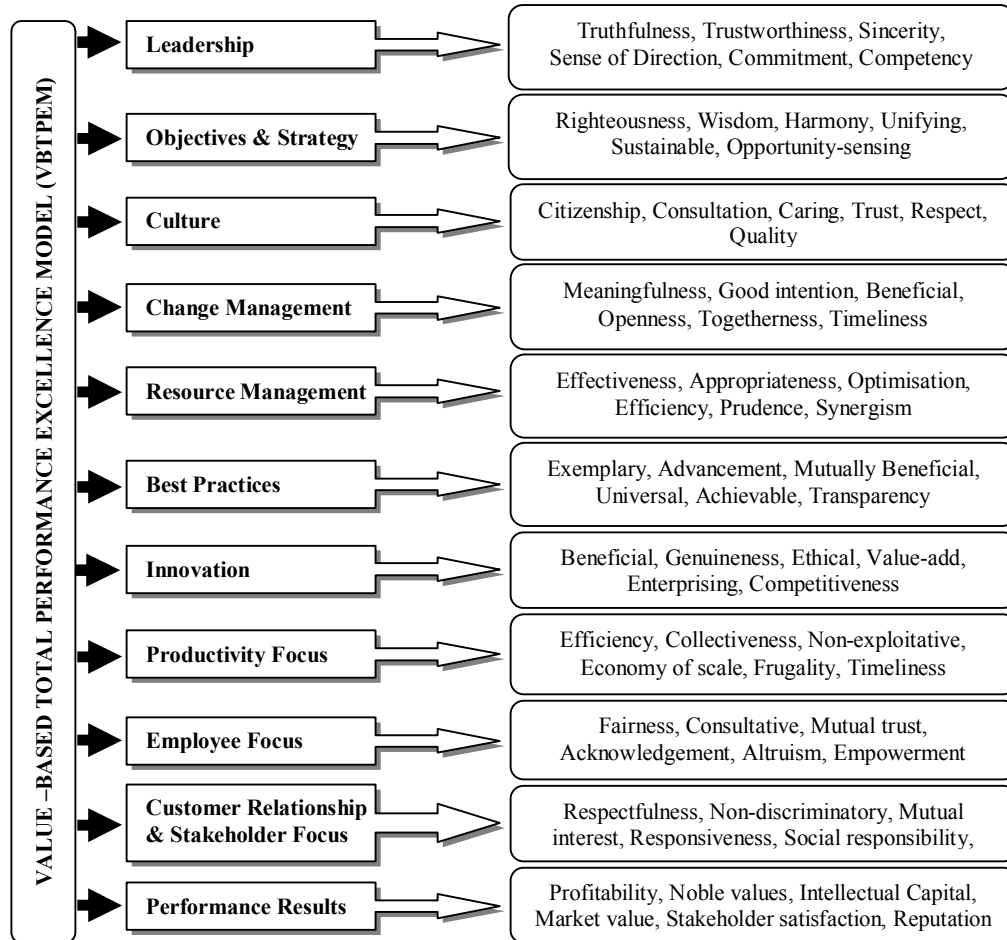 VALUE –BASED TOTAL PERFORMANCE EXCELLENCE MODEL (VBTPEM)
Leadership
Truthfulness, Trustworthiness, Sincerity,
Sense of Direction, Commitment, Competency
Objectives & Strategy
Righteousness, Wisdom, Harmony, Unifying,
Sustainable, Opportunity-sensing
Culture
Citizenship, Consultation, Caring, Trust, Respect,
Quality
Change Management
Meaningfulness, Good intention, Beneficial,
Openness, Togetherness, Timeliness
Resource Management
Effectiveness, Appropriateness, Optimisation,
Efficiency, Prudence, Synergism
Best Practices
Exemplary, Advancement, Mutually Beneficial,
Universal, Achievable, Transparency
Innovation
Beneficial, Genuineness, Ethical, Value-add,
Enterprising, Competitiveness
Productivity Focus
Efficiency, Collectiveness, Non-exploitative,
Economy of scale, Frugality, Timeliness
Employee Focus
Fairness, Consultative, Mutual trust,
Acknowledgement, Altruism, Empowerment
Customer Relationship
& Stakeholder Focus
Respectfulness, Non-discriminatory, Mutual
interest, Responsiveness, Social responsibility,
Performance Results
Profitability, Noble values, Intellectual Capital,
Market value, Stakeholder satisfaction, Reputation